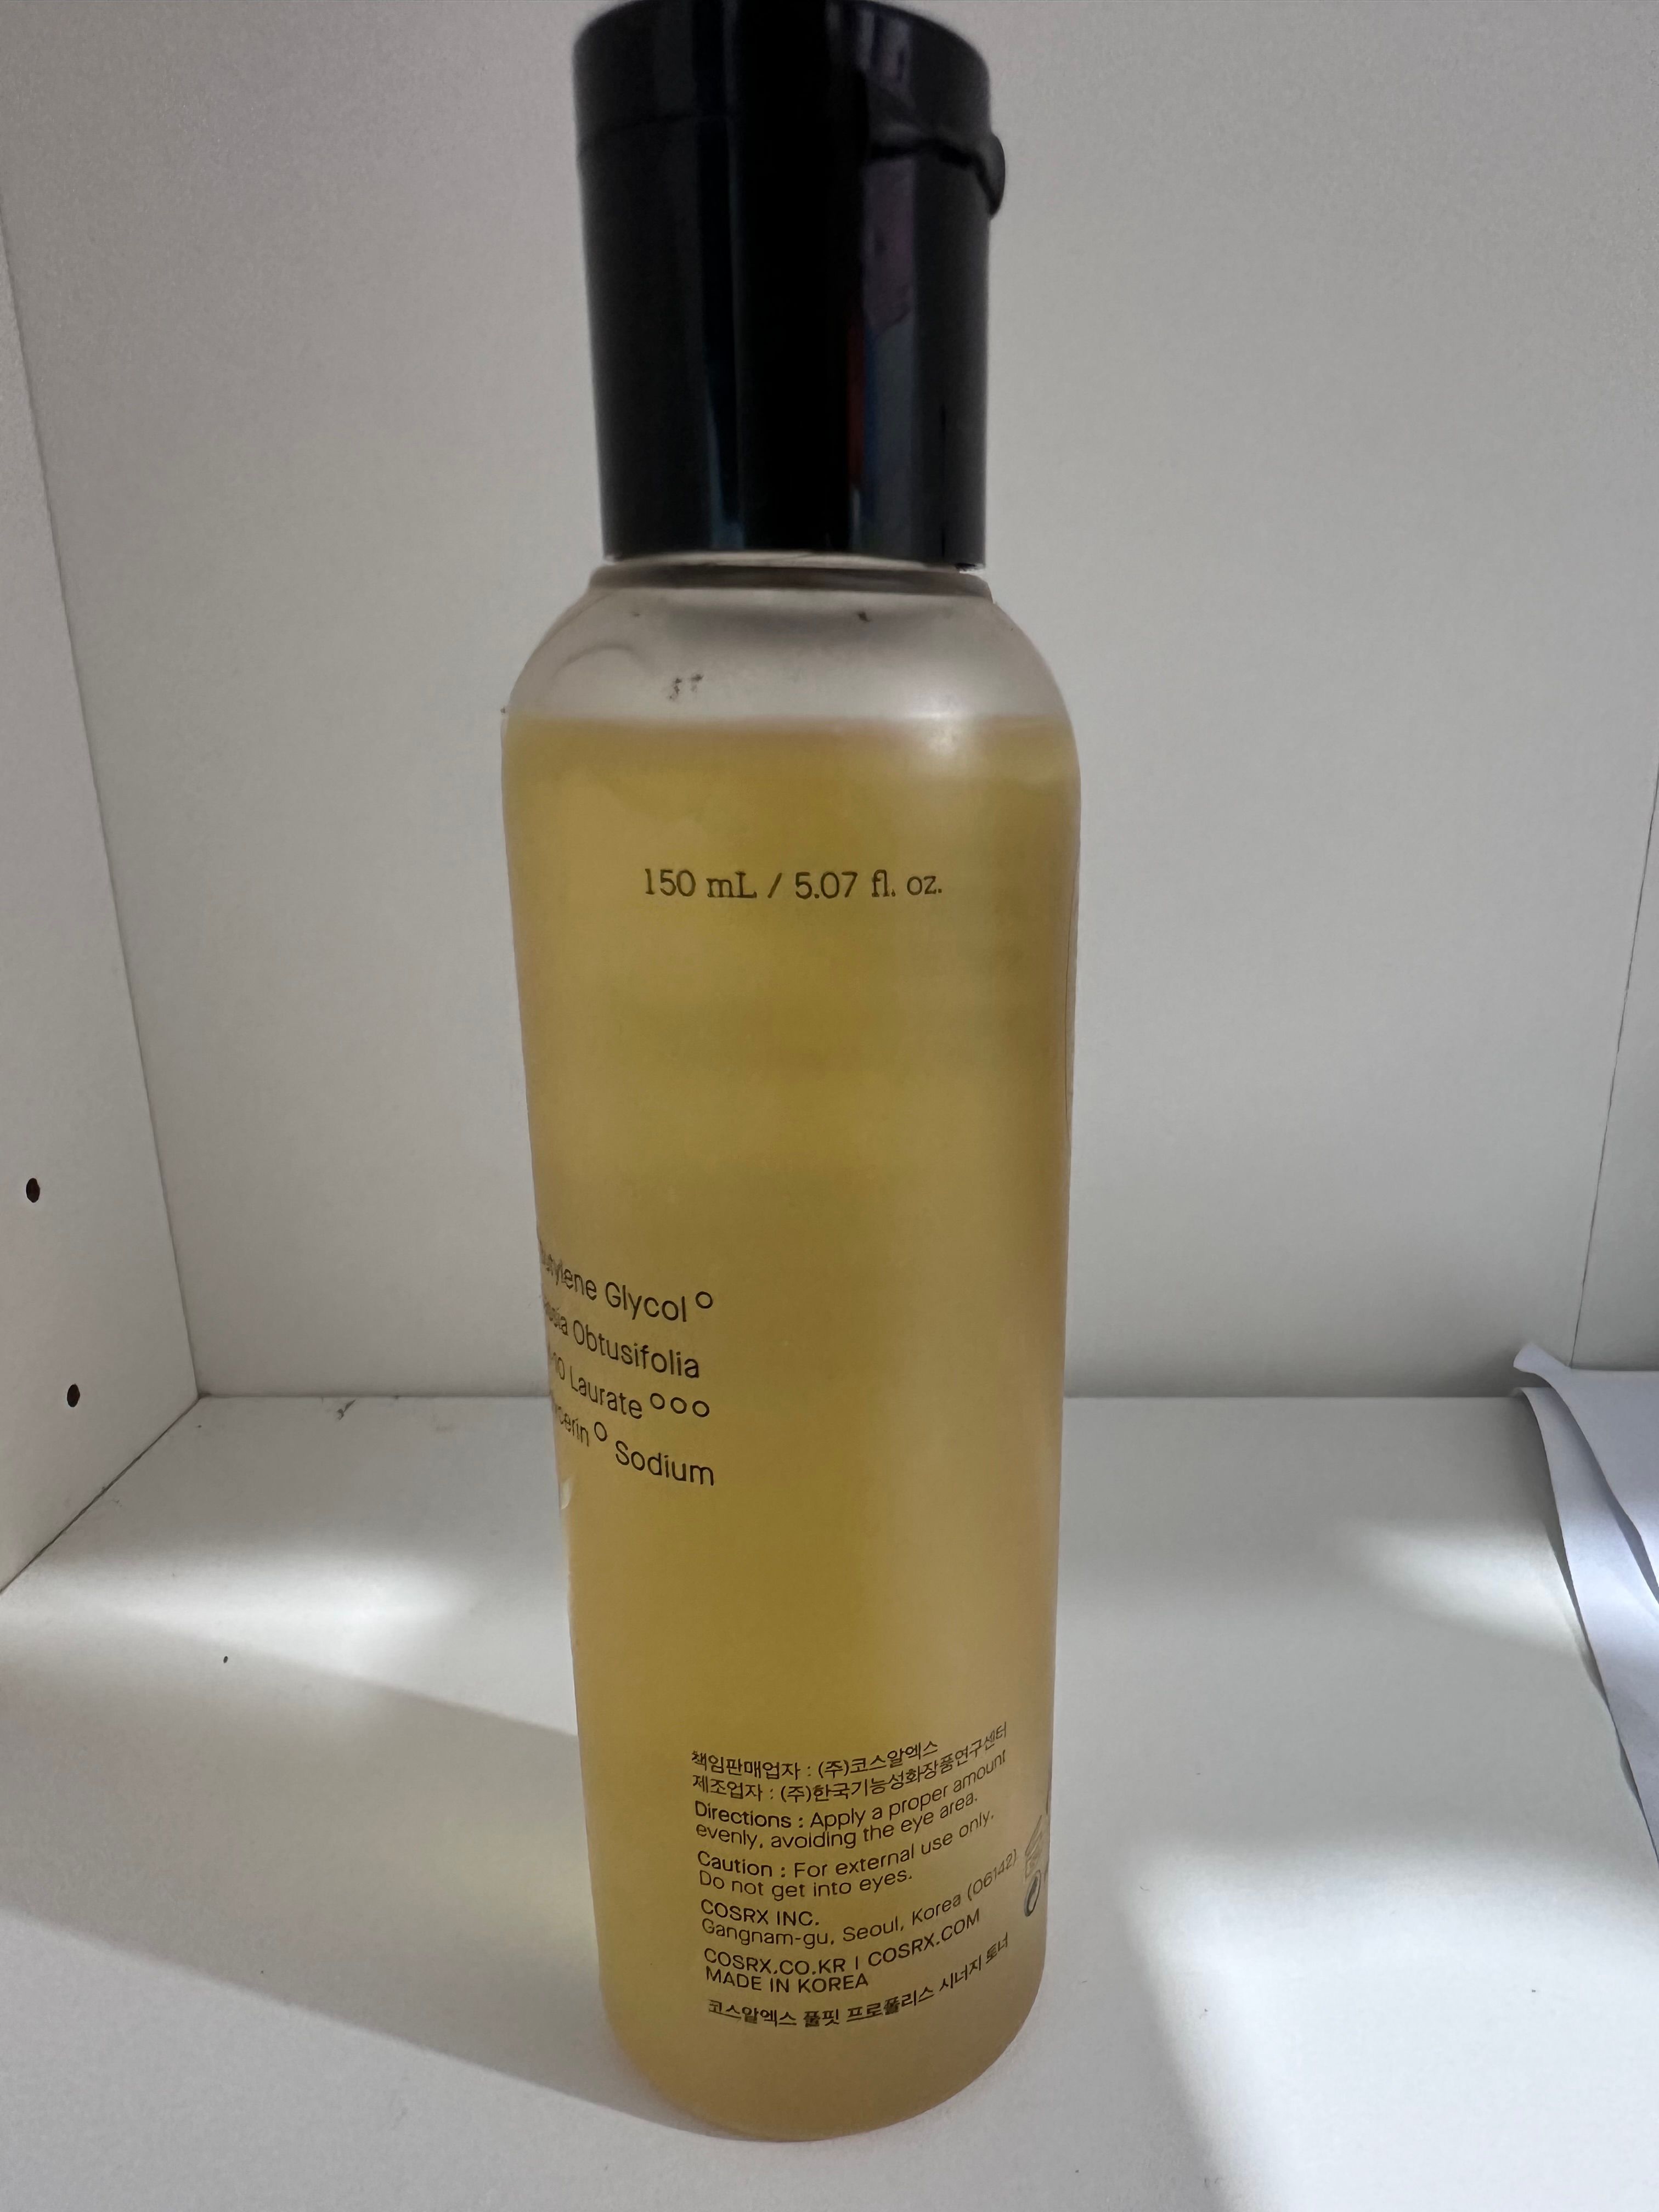 150 mL / 5.07 fl. oz.
Glycol °
Obtusifolia
Laurate °°°
° Sodium
책임판매업자 : (주)코스알엑스
제조업자 : (주)한국기능성화장품연구센터
Directions : Apply a proper amount
evenly, avoiding the eye area.
Caution : For external use only.
Do not get into eyes.
COSRX INC.
Gangnam-gu, Seoul, Korea (06142)
COSRX.CO.KR I COSRX.COM
MADE IN KOREA
코스알엑스 풀핏 프로폴리스 시너지 토너